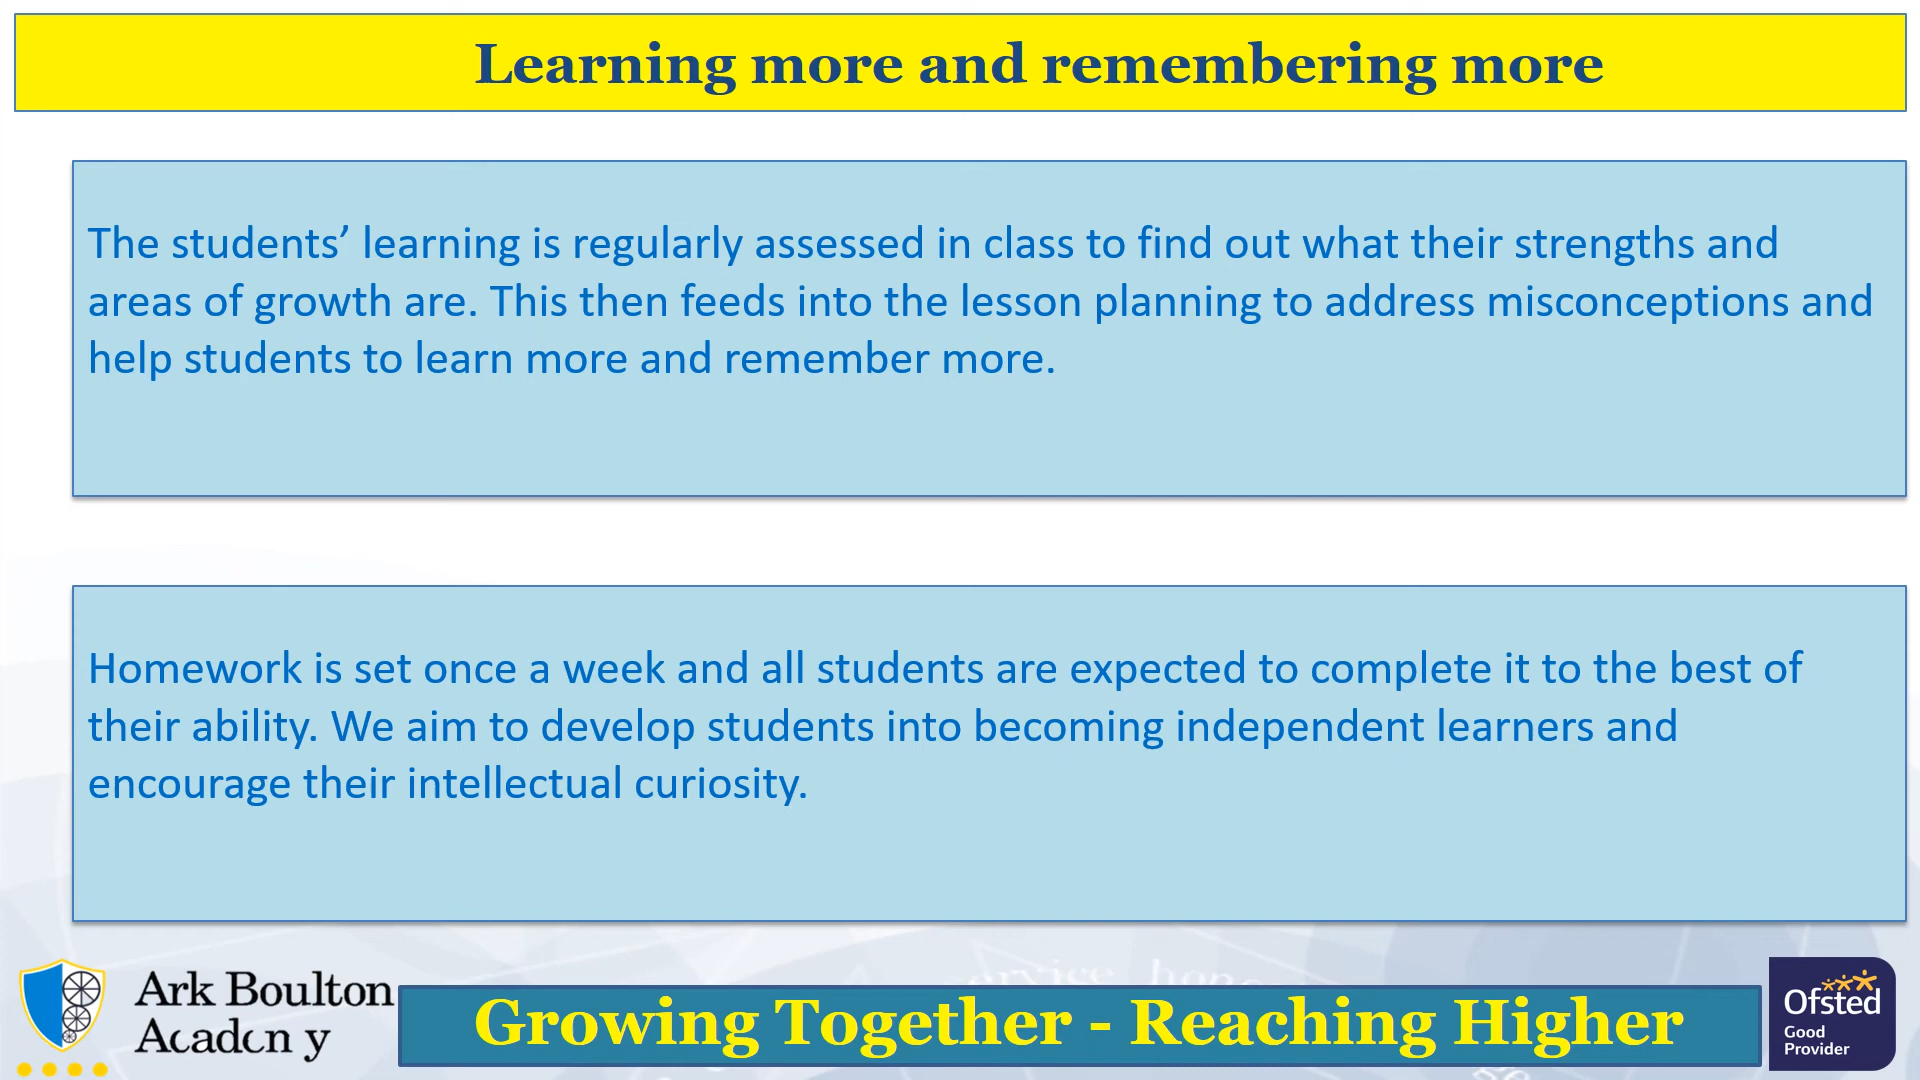 Learning more and remembering more
The students’ learning is regularly assessed in class to find out what their strengths and
areas of growth are. This then feeds into the lesson planning to address misconceptions and
help students to learn more and remember more.
Homework is set once a week and all students are expected to complete it to the best of
their ability. We aim to develop students into becoming independent learners and
encourage their intellectual curiosity.
Ark Boulton
Growing Together - Reaching Higher
Ofsted
Good
Provider